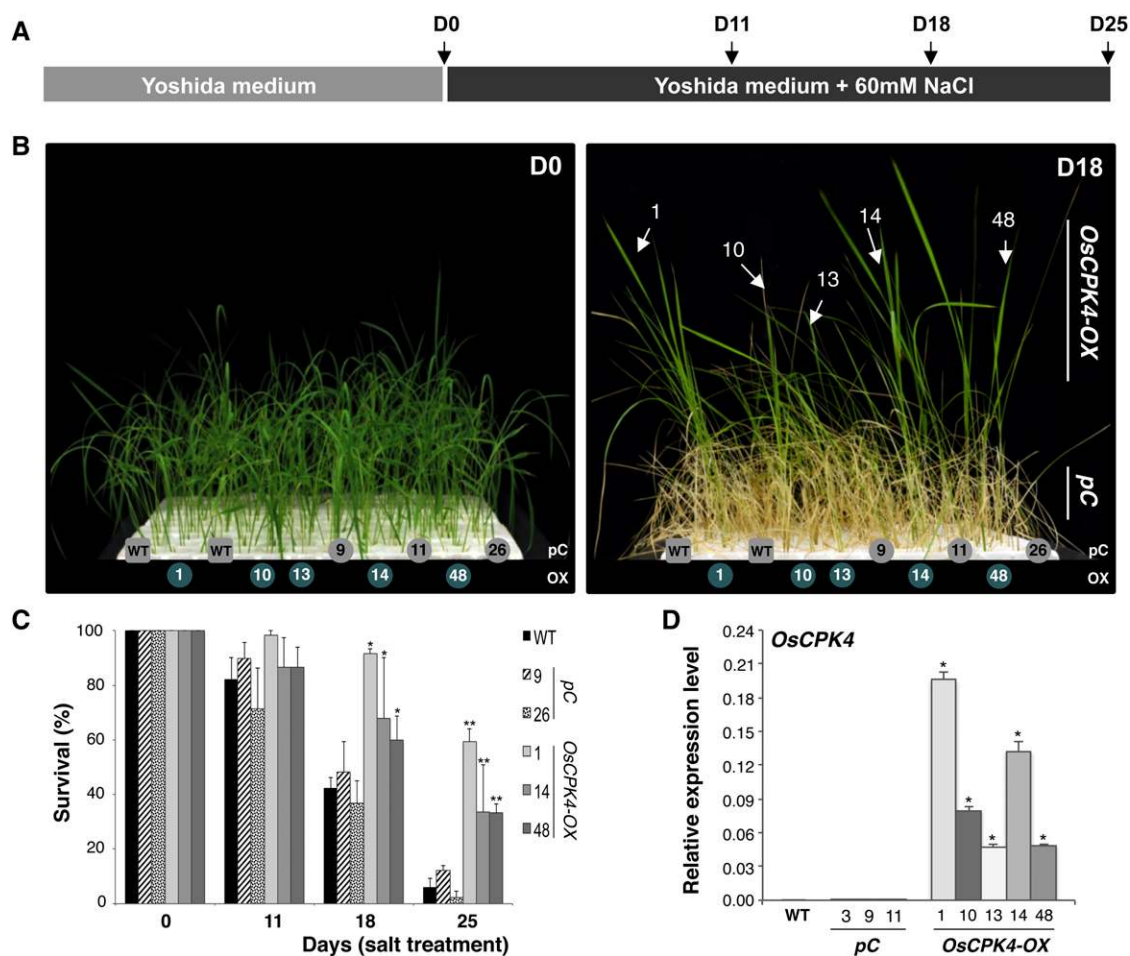 A
D0 D11 D18 D25
Yoshida medium Yoshida medium + 60mM NaCl
B
D0
WT WT 9 11 26 pC
1 10 13 14 48 OX
D18
1 10 13 14 48
OsCPK4-OX
pC
WT WT 9 11 26 pC
1 10 13 14 48 OX
C
Survival (%)
100
80
60
40
20
0
* * *
** ** **
0 11 18 25
Days (salt treatment)
WT
9
26
pC
1
14
48
OsCPK4-OX
D
OsCPK4
Relative expression level
0.24
0.21
0.18
0.15
0.12
0.09
0.06
0.03
0.00
* * * * *
WT 3 9 11 1 10 13 14 48
pC OsCPK4-OX